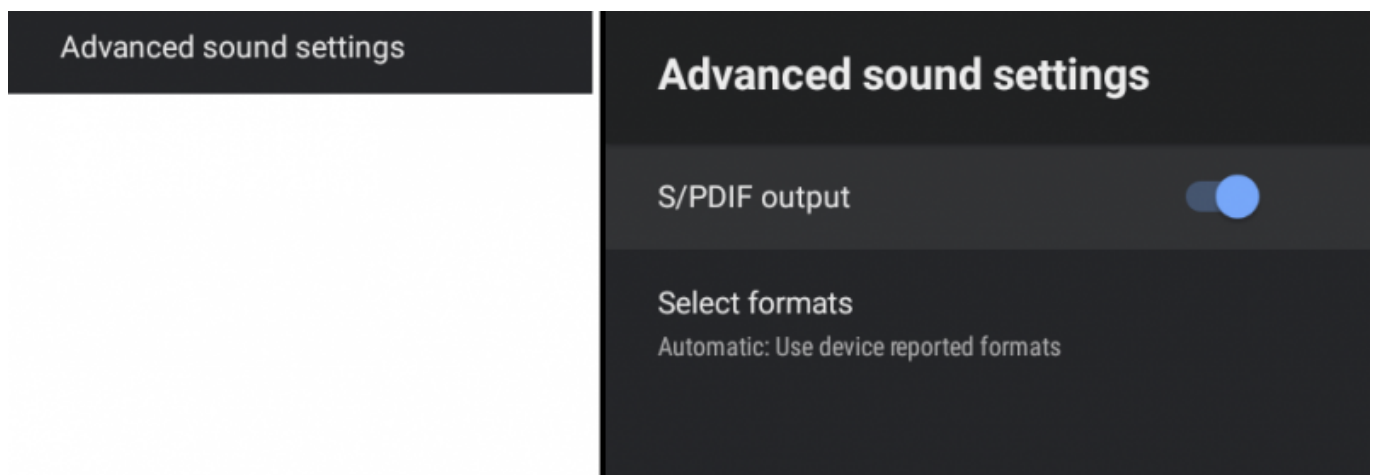 Advanced sound settings
Advanced sound settings
S/PDIF output
Select formats
Automatic: Use device reported formats